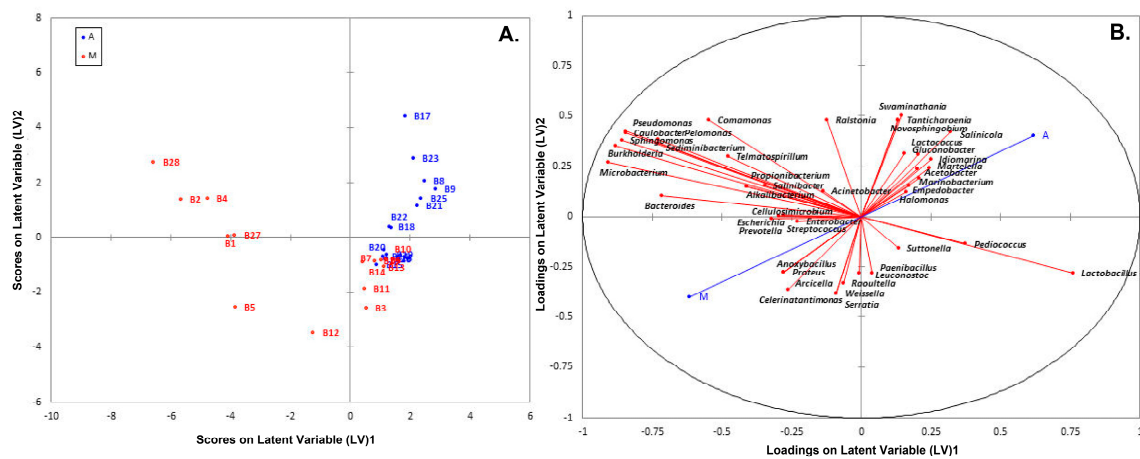 A.
A
M
8
6
4
2
0
-2
-4
-6
-10
-8
-6
-4
-2
0
2
4
6
Scores on Latent Variable (LV)2
Scores on Latent Variable (LV)1
B17
B23
B8
B9
B25
B21
B22
B18
B28
B2
B4
B27
B1
B20
B10
B7
B13
B14
B11
B3
B5
B12
B.
1
0.75
0.5
0.25
0
-0.25
-0.5
-0.75
-1
-1
-0.75
-0.5
-0.25
0
0.25
0.5
0.75
1
Loadings on Latent Variable (LV)2
Loadings on Latent Variable (LV)1
Swaminathania
Pseudomonas
Comamonas
Ralstonia
Tanticharoenia
Caulobacter
Pelomonas
Novosphingobium
Salinicola
A
Sphingomonas
Sediminibacterium
Lactococcus
Burkholderia
Telmatospirillum
Gluconobacter
Idiomarina
Martelella
Microbacterium
Propionibacterium
Acetobacter
Salinibacter
Marinobacterium
Alkalibacterium
Acinetobacter
Empedobacter
Halomonas
Bacteroides
Cellulosimicrobium
Escherichia
Enterobacter
Prevotella
Streptococcus
Suttonella
Pediococcus
Anoxybacillus
Paenibacillus
Proteus
Leuconostoc
Lactobacillus
Arcicella
Raoultella
M
Celerinatantimonas
Weissella
Serratia